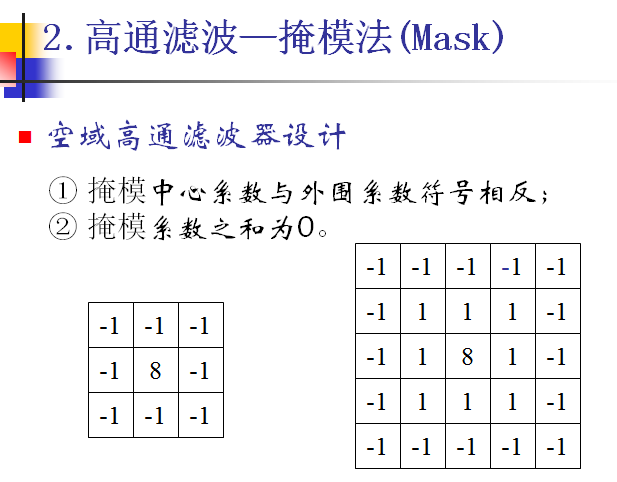 2.高通滤波—掩模法(Mask)
空域高通滤波器设计
① 掩模中心系数与外围系数符号相反；
② 掩模系数之和为0。
-1 -1 -1
-1 8 -1
-1 -1 -1
-1 -1 -1 -1 -1
-1 1 1 1 -1
-1 1 8 1 -1
-1 1 1 1 -1
-1 -1 -1 -1 -1